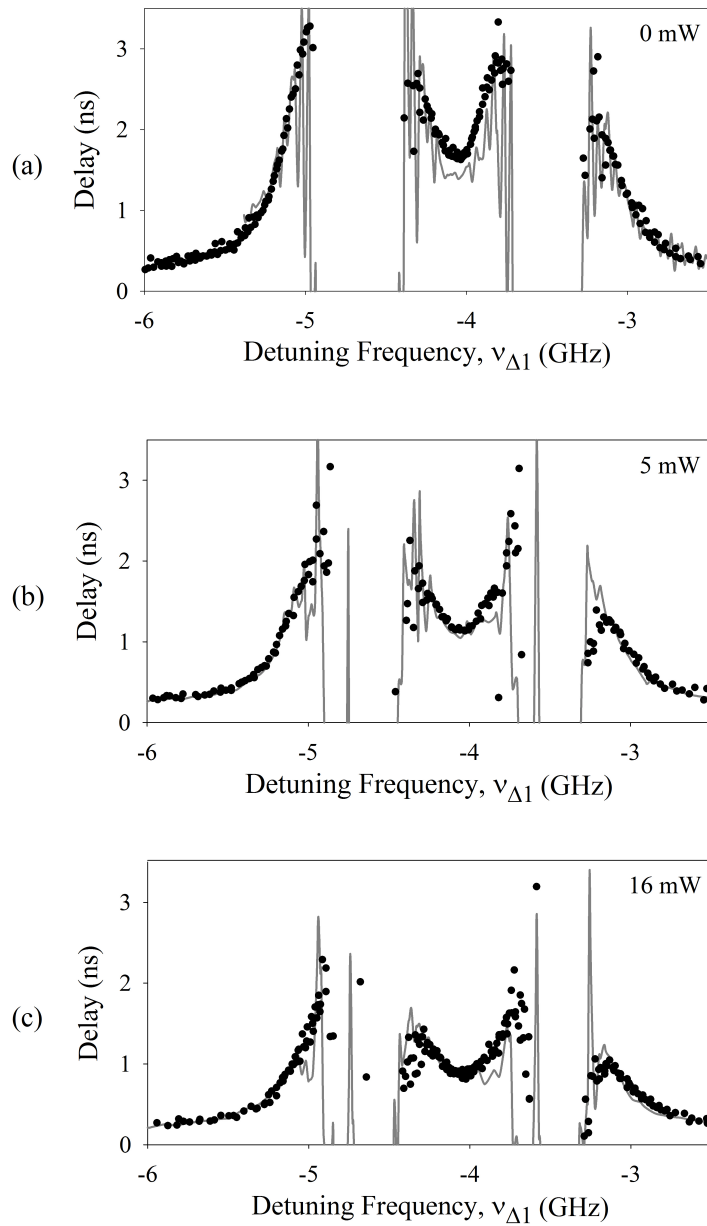 (a)
0 mW
Delay (ns)
3
2
1
0
-6 -5 -4 -3
Detuning Frequency, νΔ1 (GHz)
(b)
5 mW
Delay (ns)
3
2
1
0
-6 -5 -4 -3
Detuning Frequency, νΔ1 (GHz)
(c)
16 mW
Delay (ns)
3
2
1
0
-6 -5 -4 -3
Detuning Frequency, νΔ1 (GHz)